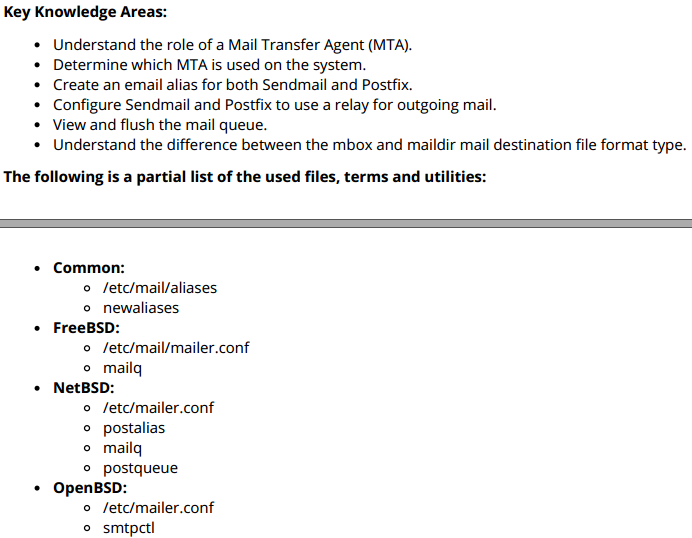 Key Knowledge Areas:
• Understand the role of a Mail Transfer Agent (MTA).
• Determine which MTA is used on the system.
• Create an email alias for both Sendmail and Postfix.
• Configure Sendmail and Postfix to use a relay for outgoing mail.
• View and flush the mail queue.
• Understand the difference between the mbox and maildir mail destination file format type.
The following is a partial list of the used files, terms and utilities:
• Common:
◦ /etc/mail/aliases
◦ newaliases
• FreeBSD:
◦ /etc/mail/mailer.conf
◦ mailq
• NetBSD:
◦ /etc/mailer.conf
◦ postalias
◦ mailq
◦ postqueue
• OpenBSD:
◦ /etc/mailer.conf
◦ smtpctl